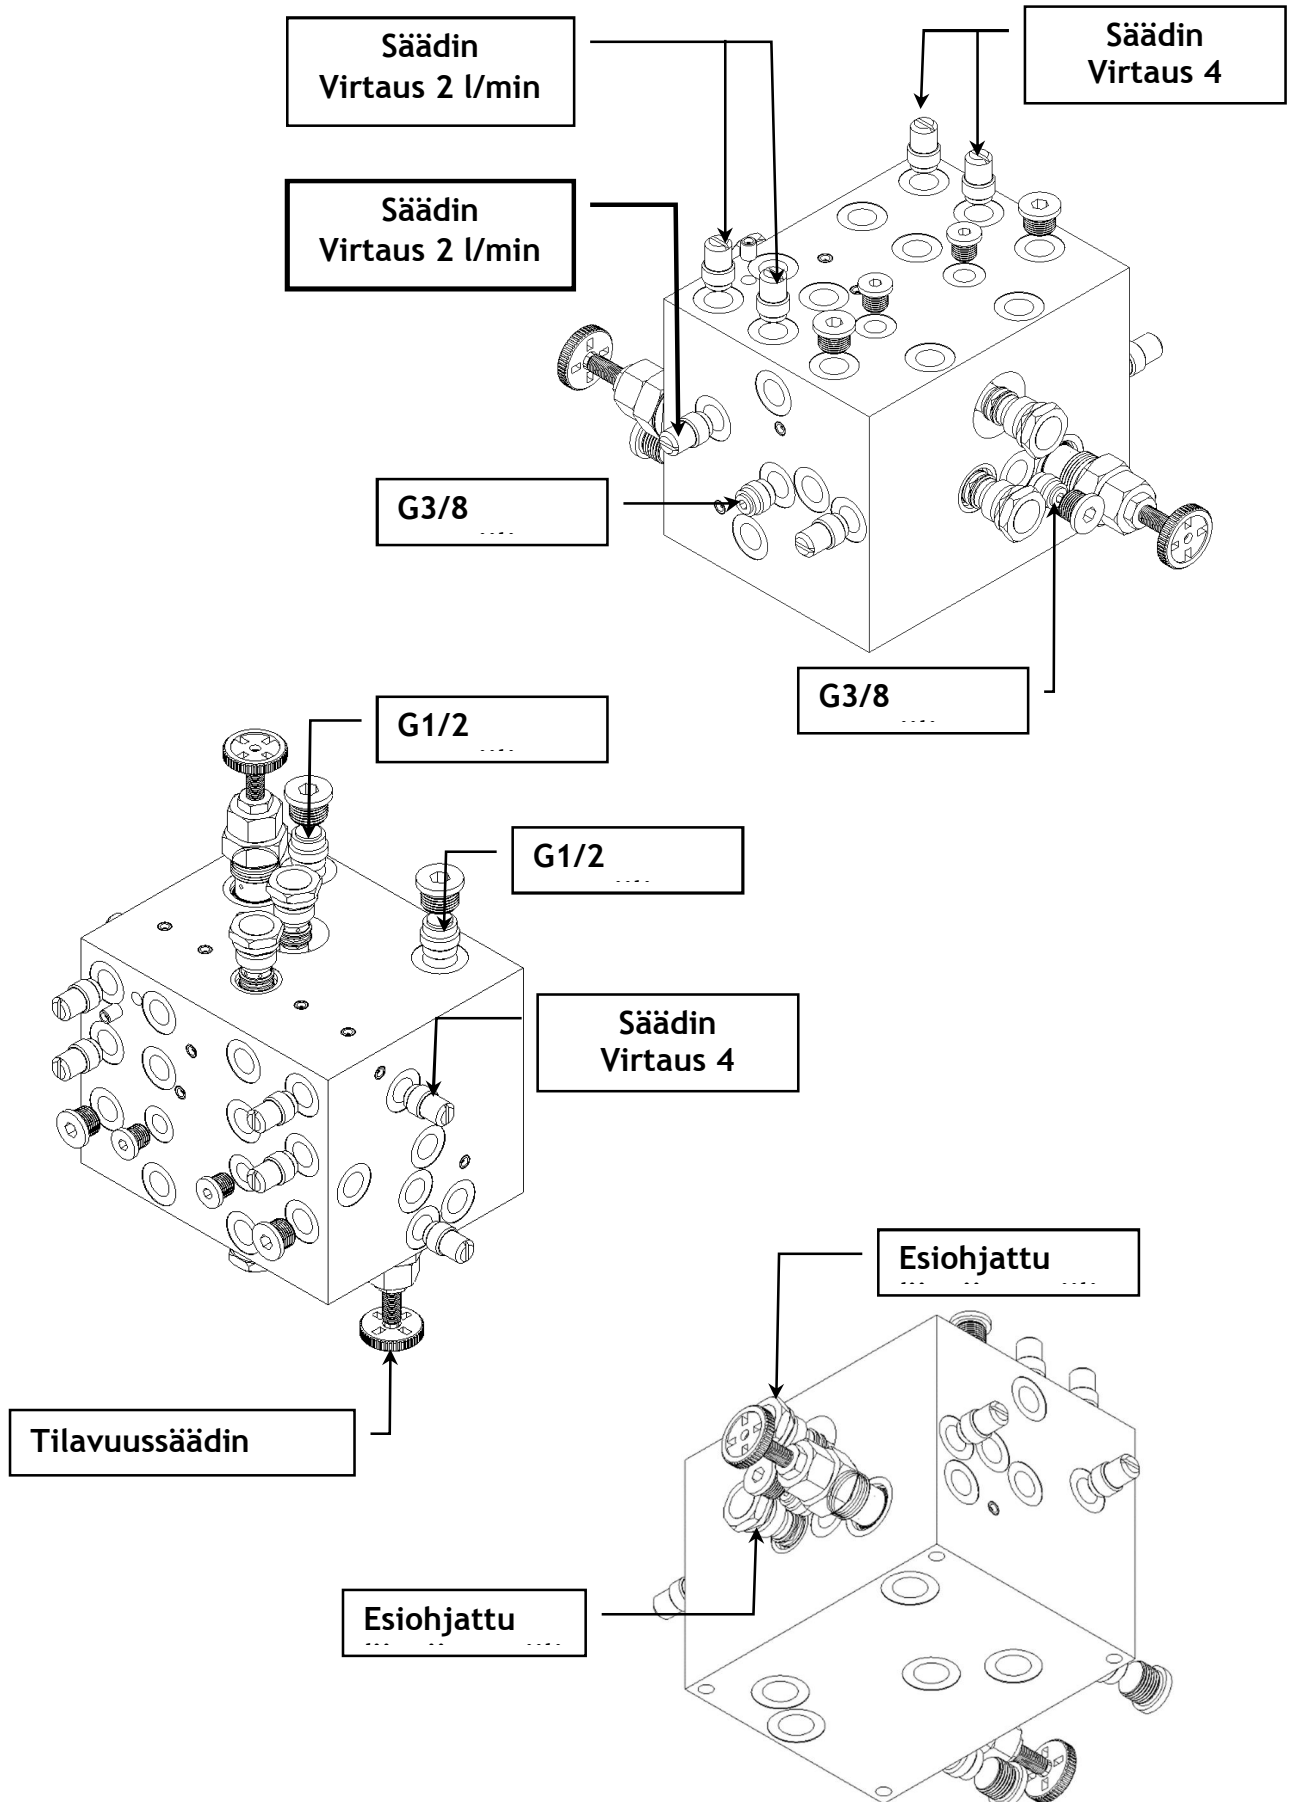 Säädin
Virtaus 2 l/min
Säädin
Virtaus 4
Säädin
Virtaus 2 l/min
G3/8
G3/8
G1/2
G1/2
Säädin
Virtaus 4
Esiohjattu
Tilavuussäädin
Esiohjattu